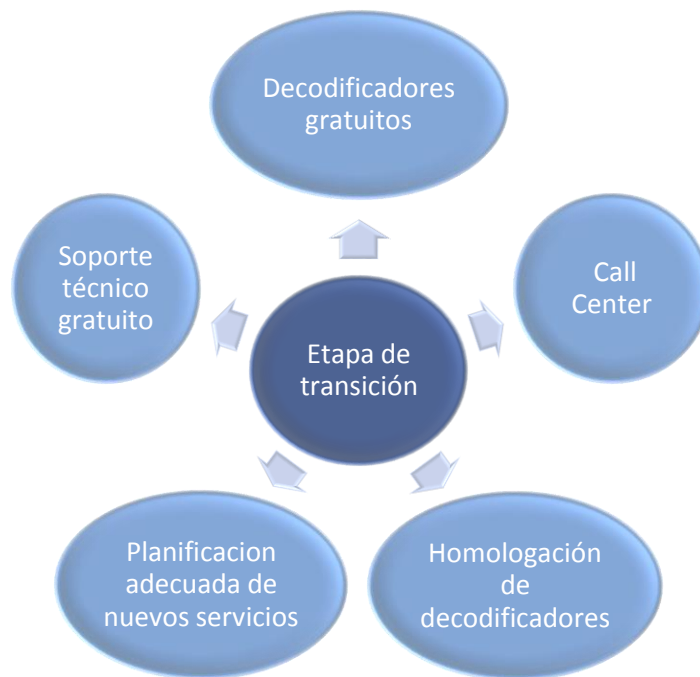 Decodificadores
gratuitos
Call
Center
Homologación
de
decodificadores
Planificacion
adecuada de
nuevos servicios
Soporte
técnico
gratuito
Etapa de
transición